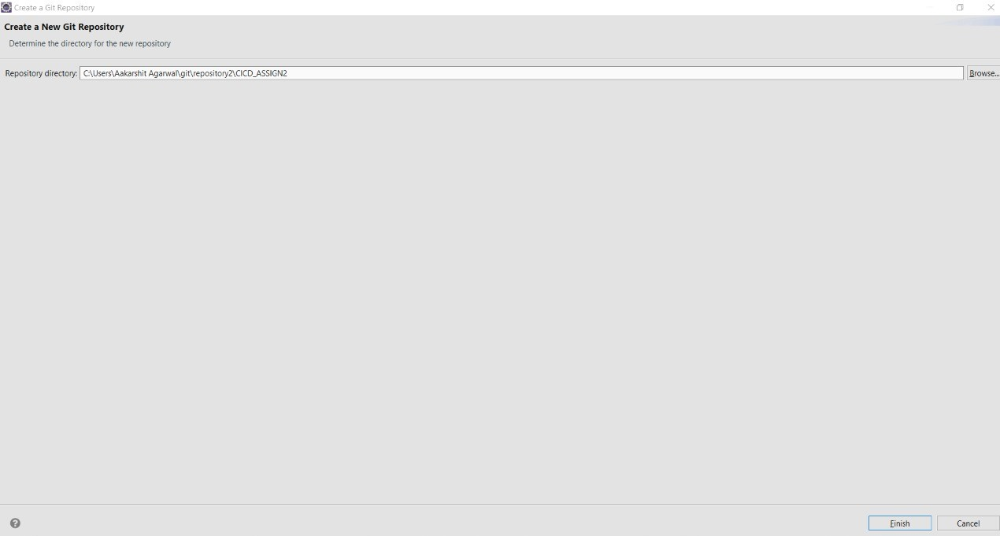 Create a Git Repository
Create a New Git Repository
Determine the directory for the new repository
Repository directory: C:\Users\Aakarshit Agarwal\git\repository2\CICD_ASSIGN2 Browse...
Finish Cancel